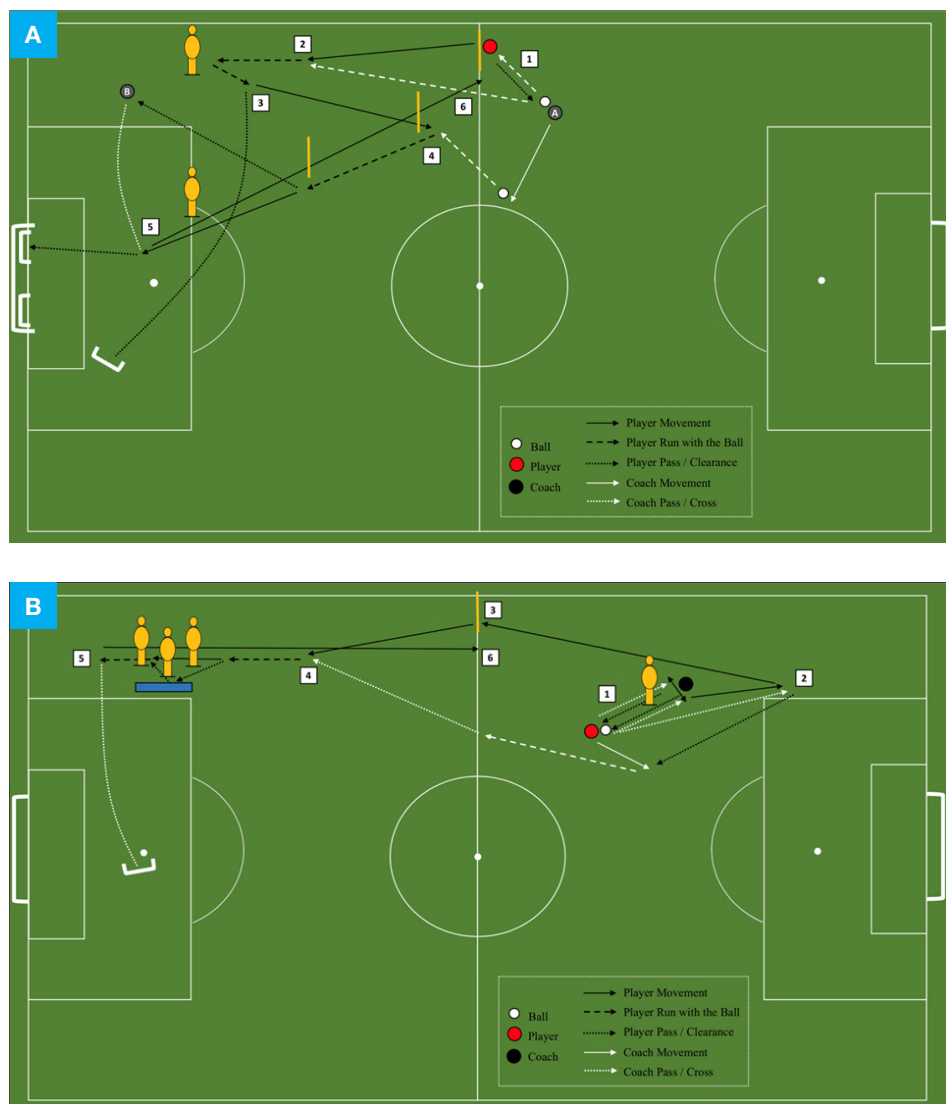 A
2
1
B
3
6
A
4
5
Player Movement
Ball
Player Run with the Ball
Player
Player Pass / Clearance
Coach
Coach Movement
Coach Pass / Cross
B
3
5
6
4
1
2
Player Movement
Ball
Player Run with the Ball
Player
Player Pass / Clearance
Coach
Coach Movement
Coach Pass / Cross